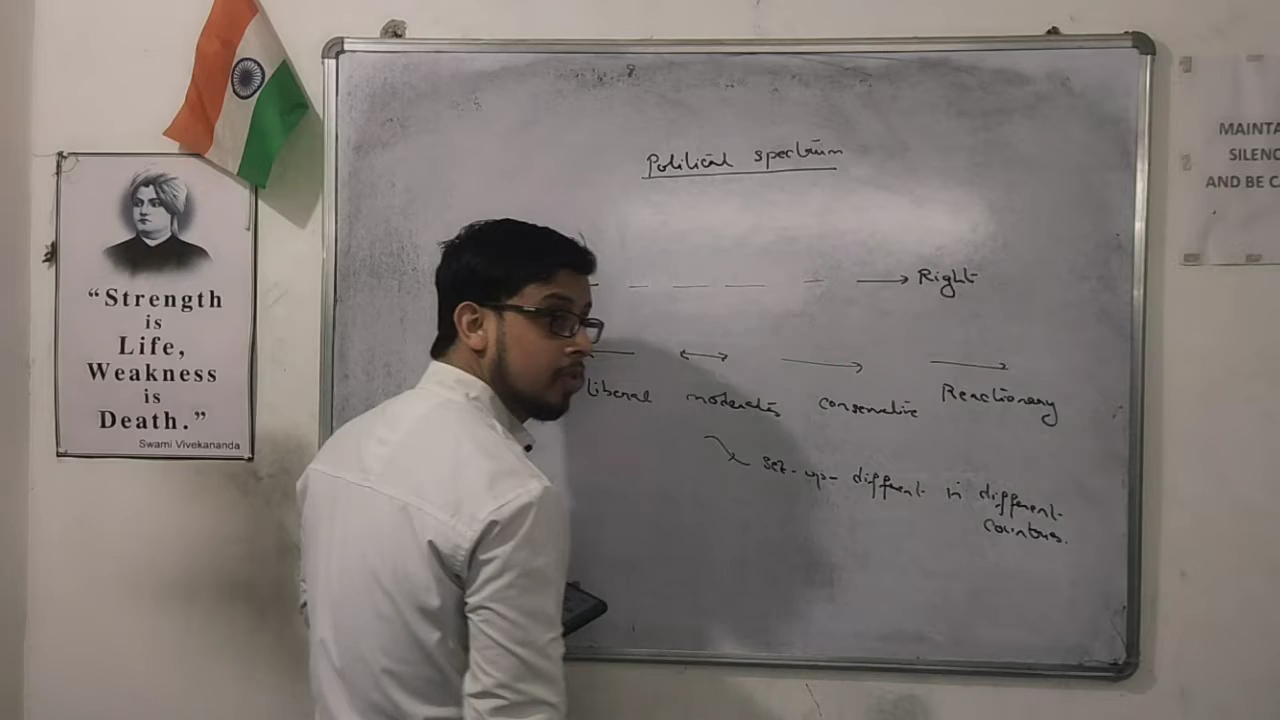 Political spectrum
Right
liberal moderates conservative Reactionary
set-up different in different
countries.
“Strength
is
Life,
Weakness
is
Death.”
Swami Vivekananda
MAINTA
SILENC
AND BE C